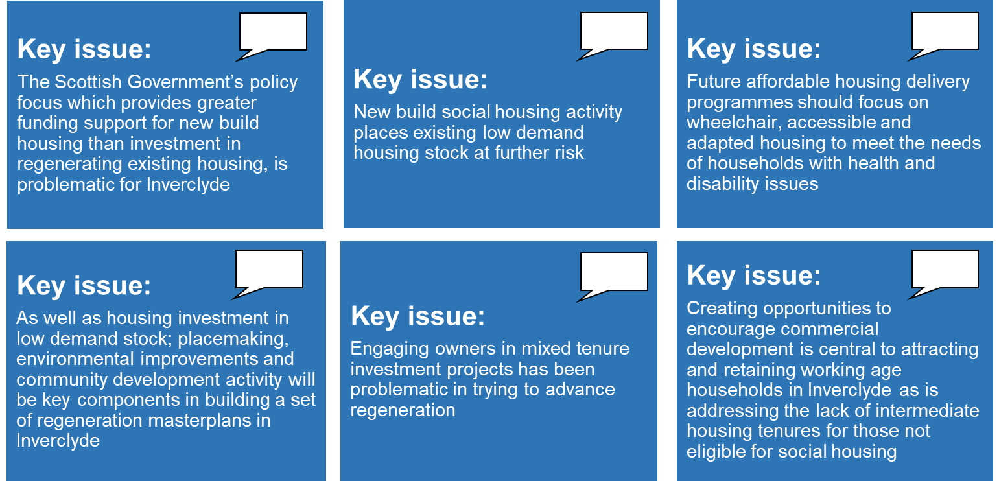 Key issue:
The Scottish Government’s policy
focus which provides greater
funding support for new build
housing than investment in
regenerating existing housing, is
problematic for Inverclyde
Key issue:
New build social housing activity
places existing low demand
housing stock at further risk
Key issue:
Future affordable housing delivery
programmes should focus on
wheelchair, accessible and
adapted housing to meet the needs
of households with health and
disability issues
Key issue:
As well as housing investment in
low demand stock; placemaking,
environmental improvements and
community development activity will
be key components in building a set
of regeneration masterplans in
Inverclyde
Key issue:
Engaging owners in mixed tenure
investment projects has been
problematic in trying to advance
regeneration
Key issue:
Creating opportunities to
encourage commercial
development is central to attracting
and retaining working age
households in Inverclyde as is
addressing the lack of intermediate
housing tenures for those not
eligible for social housing